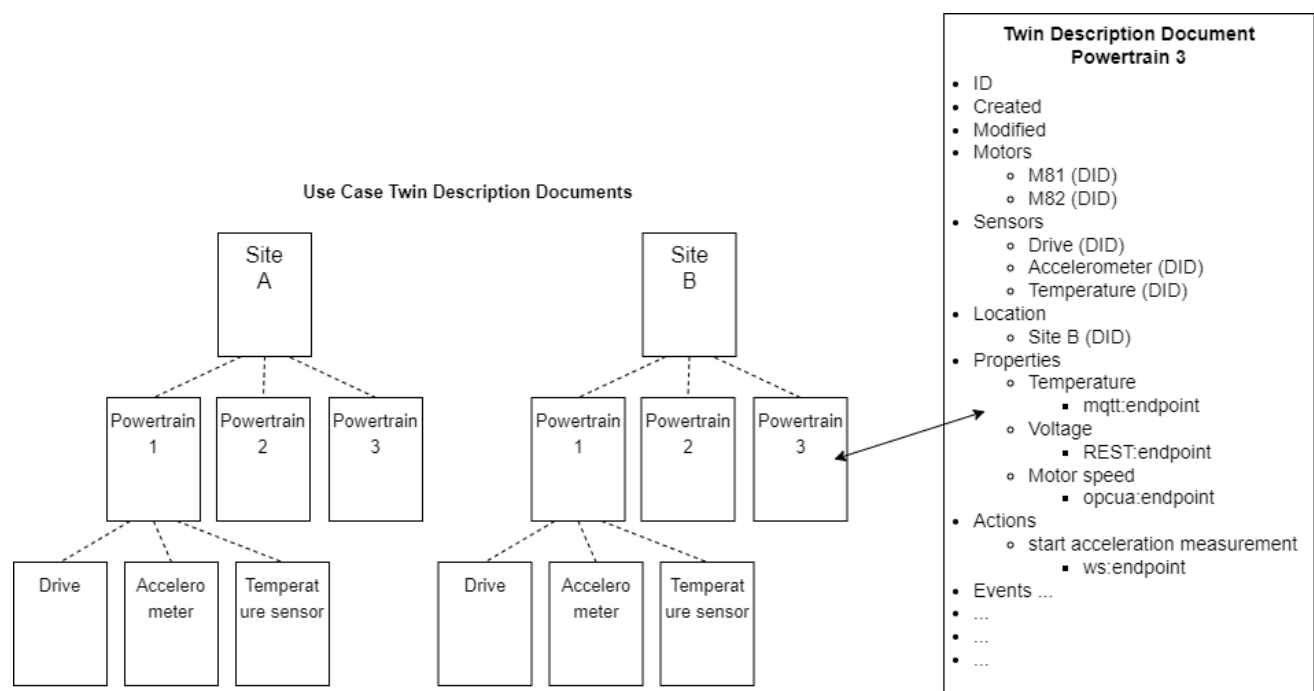 Twin Description Document
Powertrain 3
• ID
• Created
• Modified
• Motors
∘ M81 (DID)
∘ M82 (DID)
• Sensors
∘ Drive (DID)
∘ Accelerometer (DID)
∘ Temperature (DID)
• Location
∘ Site B (DID)
• Properties
∘ Temperature
▪ mqtt:endpoint
∘ Voltage
▪ REST:endpoint
∘ Motor speed
▪ opcua:endpoint
• Actions
∘ start acceleration measurement
▪ ws:endpoint
• Events ...
• ...
• ...
• ...
Use Case Twin Description Documents
Site
A
Site
B
Powertrain
1
Powertrain
2
Powertrain
3
Powertrain
1
Powertrain
2
Powertrain
3
Drive
Accelero
meter
Temperat
ure sensor
Drive
Accelero
meter
Temperat
ure sensor